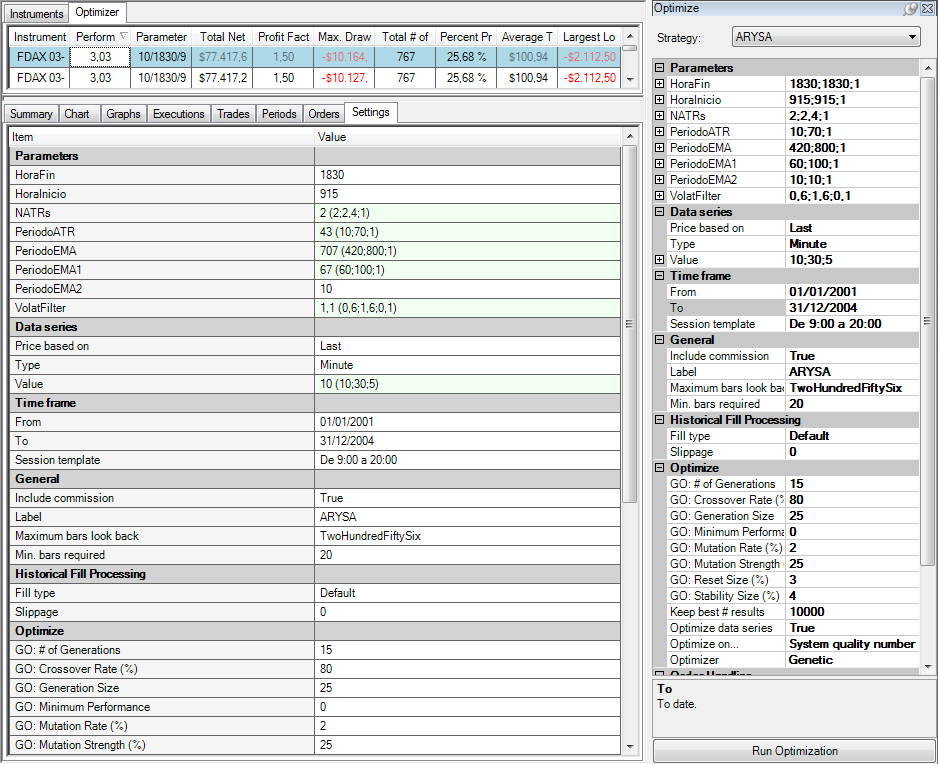 Instruments Optimizer
Instrument Perform Parameter Total Net Profit Fact Max. Draw Total # of Percent Pr Average T Largest Lo
FDAX 03- 3,03 10/1830/9 $77.417,6 1,50 -$10.164, 767 25,68 % $100,94 -$2.112,50
FDAX 03- 3,03 10/1830/9 $77.417,2 1,50 -$10.127, 767 25,68 % $100,94 -$2.112,50
Summary Chart Graphs Executions Trades Periods Orders Settings
Item Value
Parameters
HoraFin 1830
HoraInicio 915
NATRs 2 (2;2,4;1)
PeriodoATR 43 (10;70;1)
PeriodoEMA 707 (420;800;1)
PeriodoEMA1 67 (60;100;1)
PeriodoEMA2 10
VolatFilter 1,1 (0,6;1,6;0,1)
Data series
Price based on Last
Type Minute
Value 10 (10;30;5)
Time frame
From 01/01/2001
To 31/12/2004
Session template De 9:00 a 20:00
General
Include commission True
Label ARYSA
Maximum bars look back TwoHundredFiftySix
Min. bars required 20
Historical Fill Processing
Fill type Default
Slippage 0
Optimize
GO: # of Generations 15
GO: Crossover Rate (%) 80
GO: Generation Size 25
GO: Minimum Performance 0
GO: Mutation Rate (%) 2
GO: Mutation Strength (%) 25
Optimize
Strategy: ARYSA
Parameters
HoraFin 1830;1830;1
HoraInicio 915;915;1
NATRs 2;2,4;1
PeriodoATR 10;70;1
PeriodoEMA 420;800;1
PeriodoEMA1 60;100;1
PeriodoEMA2 10;10;1
VolatFilter 0,6;1,6;0,1
Data series
Price based on Last
Type Minute
Value 10;30;5
Time frame
From 01/01/2001
To 31/12/2004
Session template De 9:00 a 20:00
General
Include commission True
Label ARYSA
Maximum bars look bac TwoHundredFiftySix
Min. bars required 20
Historical Fill Processing
Fill type Default
Slippage 0
Optimize
GO: # of Generations 15
GO: Crossover Rate (% 80
GO: Generation Size 25
GO: Minimum Performa 0
GO: Mutation Rate (%) 2
GO: Mutation Strength 25
GO: Reset Size (%) 3
GO: Stability Size (%) 4
Keep best # results 10000
Optimize data series True
Optimize on... System quality number
Optimizer Genetic
Order Handling
To
To date.
Run Optimization